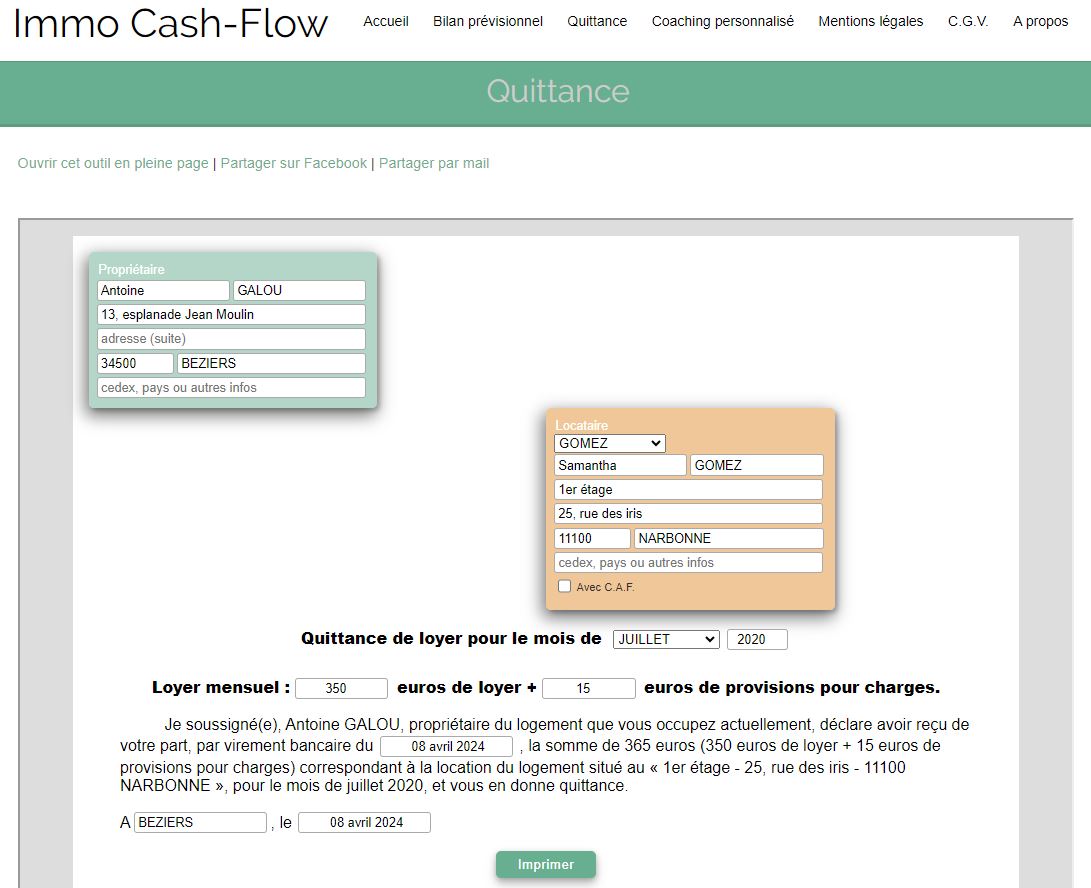 Immo Cash-Flow
Accueil Bilan prévisionnel Quittance Coaching personnalisé Mentions légales C.G.V. A propos
Quittance
Ouvrir cet outil en pleine page | Partager sur Facebook | Partager par mail
Propriétaire
Antoine GALOU
13, esplanade Jean Moulin
adresse (suite)
34500 BEZIERS
cedex, pays ou autres infos
Locataire
GOMEZ
Samantha GOMEZ
1er étage
25, rue des iris
11100 NARBONNE
cedex, pays ou autres infos
Avec C.A.F.
Quittance de loyer pour le mois de JUILLET 2020
Loyer mensuel : 350 euros de loyer + 15 euros de provisions pour charges.
Je soussigné(e), Antoine GALOU, propriétaire du logement que vous occupez actuellement, déclare avoir reçu de
votre part, par virement bancaire du 08 avril 2024 , la somme de 365 euros (350 euros de loyer + 15 euros de
provisions pour charges) correspondant à la location du logement situé au « 1er étage - 25, rue des iris - 11100
NARBONNE », pour le mois de juillet 2020, et vous en donne quittance.
A BEZIERS , le 08 avril 2024
Imprimer